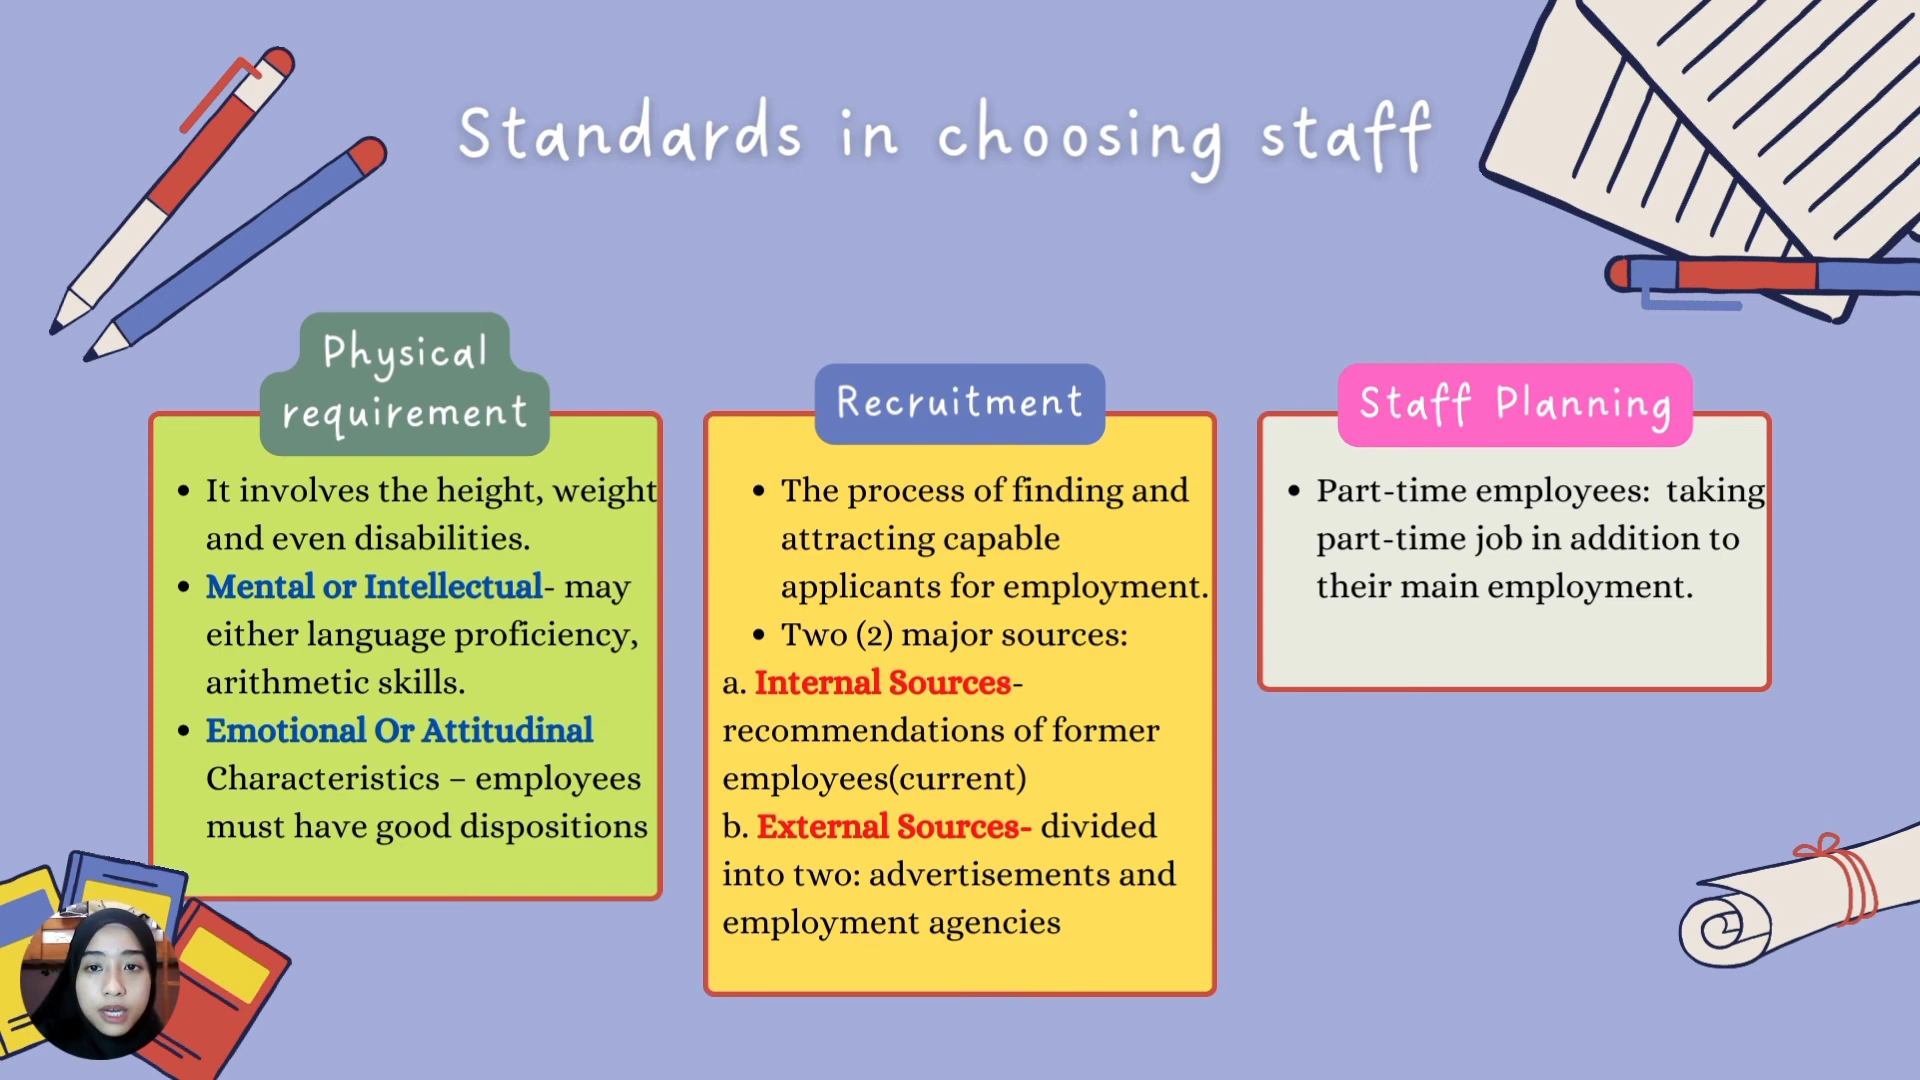 Standards in choosing staff
Physical
requirement
It involves the height, weight
and even disabilities.
Mental or Intellectual- may
either language proficiency,
arithmetic skills.
Emotional Or Attitudinal
Characteristics – employees
must have good dispositions
Recruitment
The process of finding and
attracting capable
applicants for employment.
Two (2) major sources:
a. Internal Sources-
recommendations of former
employees(current)
b. External Sources- divided
into two: advertisements and
employment agencies
Staff Planning
Part-time employees:  taking
part-time job in addition to
their main employment.